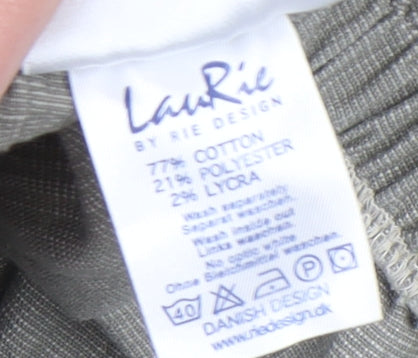 LauRie
BY RIE DESIGN
77% COTTON
21% POLYESTER
2% LYCRA
Wash separately
Separat waschen.
Wash inside out
Links waschen.
No optic white
Ohne Bleichmittel waschen.
40 P
DANISH DESIGN
www.riedesign.dk